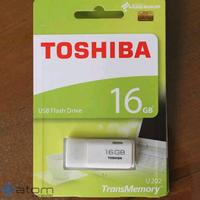 TOSHIBA
USB Flash Drive
16GB
16GB
TOSHIBA
U202
TransMemory
atom